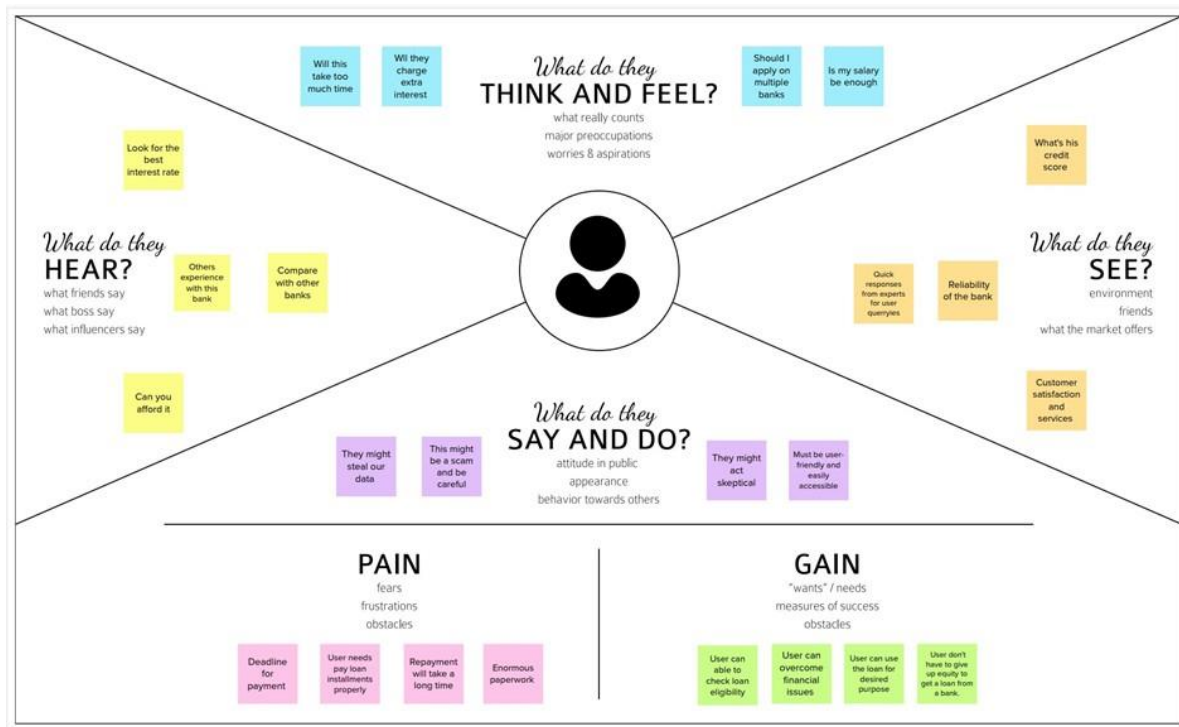 Will this
take too
much time
WIl they
charge
extra
interest
What do they
THINK AND FEEL?
what really counts
major preoccupations
worries & aspirations
Should I
apply on
multiple
banks
Is my salary
be enough
Look for the
best
interest rate
What do they
HEAR?
what friends say
what boss say
what influencers say
Others
experience
with this
bank
Compare
with other
banks
Can you
afford it
What's his
credit
score
What do they
SEE?
environment
friends
what the market offers
Quick
responses
from experts
for user
querryies
Reliability
of the bank
Customer
satisfaction
and
services
What do they
SAY AND DO?
attitude in public
appearance
behavior towards others
They might
steal our
data
This might
be a scam
and be
careful
They might
act
skeptical
Must be user-
friendly and
easily
accessible
PAIN
fears
frustrations
obstacles
Deadline
for
payment
User needs
pay loan
installments
properly
Repayment
will take a
long time
Enormous
paperwork
GAIN
"wants" / needs
measures of success
obstacles
User can
able to
check loan
eligibility
User can
overcome
financial
issues
User can use
the loan for
desired
purpose
User don't
have to give
up equity to
get a loan from
a bank.